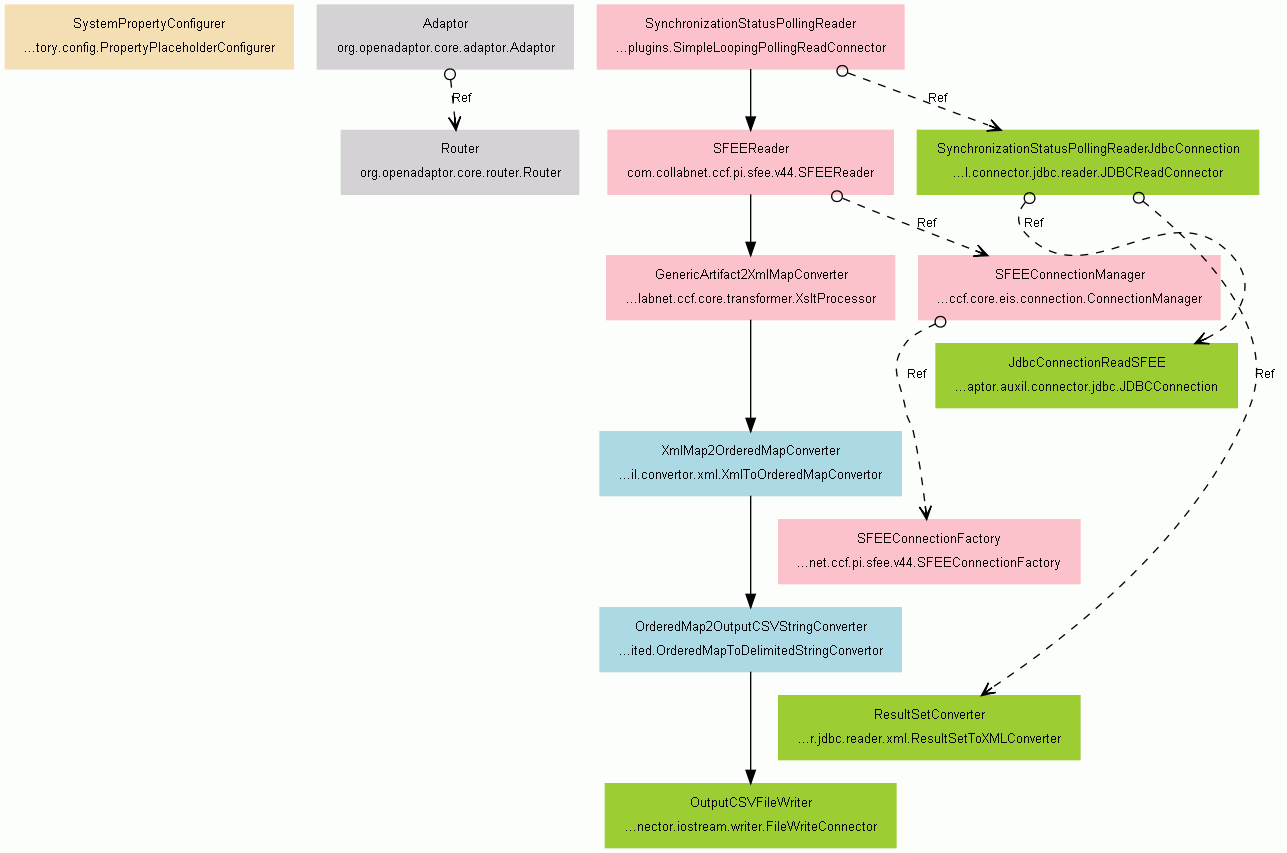 SystemPropertyConfigurer
...tory.config.PropertyPlaceholderConfigurer
Adaptor
org.openadaptor.core.adaptor.Adaptor
SynchronizationStatusPollingReader
...plugins.SimpleLoopingPollingReadConnector
Ref
Ref
Router
org.openadaptor.core.router.Router
SFEEReader
com.collabnet.ccf.pi.sfee.v44.SFEEReader
SynchronizationStatusPollingReaderJdbcConnection
...l.connector.jdbc.reader.JDBCReadConnector
Ref
Ref
GenericArtifact2XmlMapConverter
...labnet.ccf.core.transformer.XsltProcessor
SFEEConnectionManager
...ccf.core.eis.connection.ConnectionManager
JdbcConnectionReadSFEE
...aptor.auxil.connector.jdbc.JDBCConnection
Ref
Ref
XmlMap2OrderedMapConverter
...il.convertor.xml.XmlToOrderedMapConvertor
SFEEConnectionFactory
...net.ccf.pi.sfee.v44.SFEEConnectionFactory
OrderedMap2OutputCSVStringConverter
...ited.OrderedMapToDelimitedStringConvertor
ResultSetConverter
...r.jdbc.reader.xml.ResultSetToXMLConverter
OutputCSVFileWriter
...nector.iostream.writer.FileWriteConnector